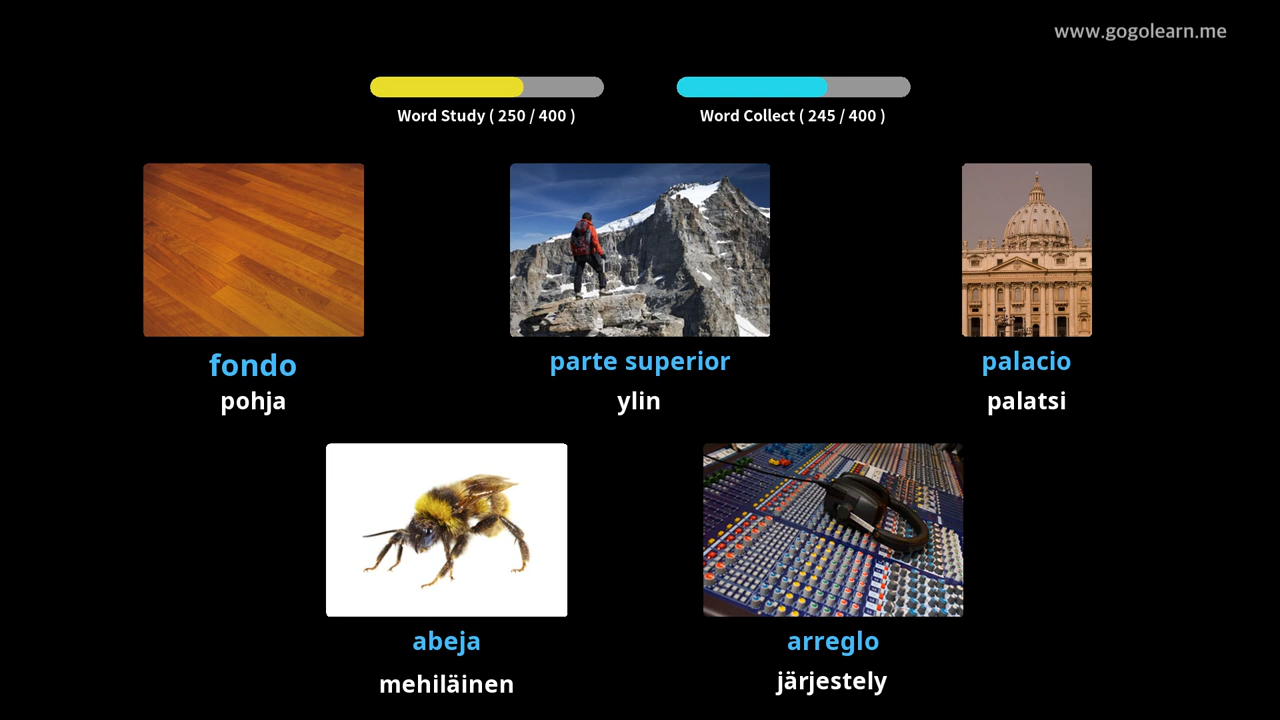 www.gogolearn.me
Word Study ( 250 / 400 )
Word Collect ( 245 / 400 )
fondo
pohja
parte superior
ylin
palacio
palatsi
abeja
mehiläinen
arreglo
järjestely